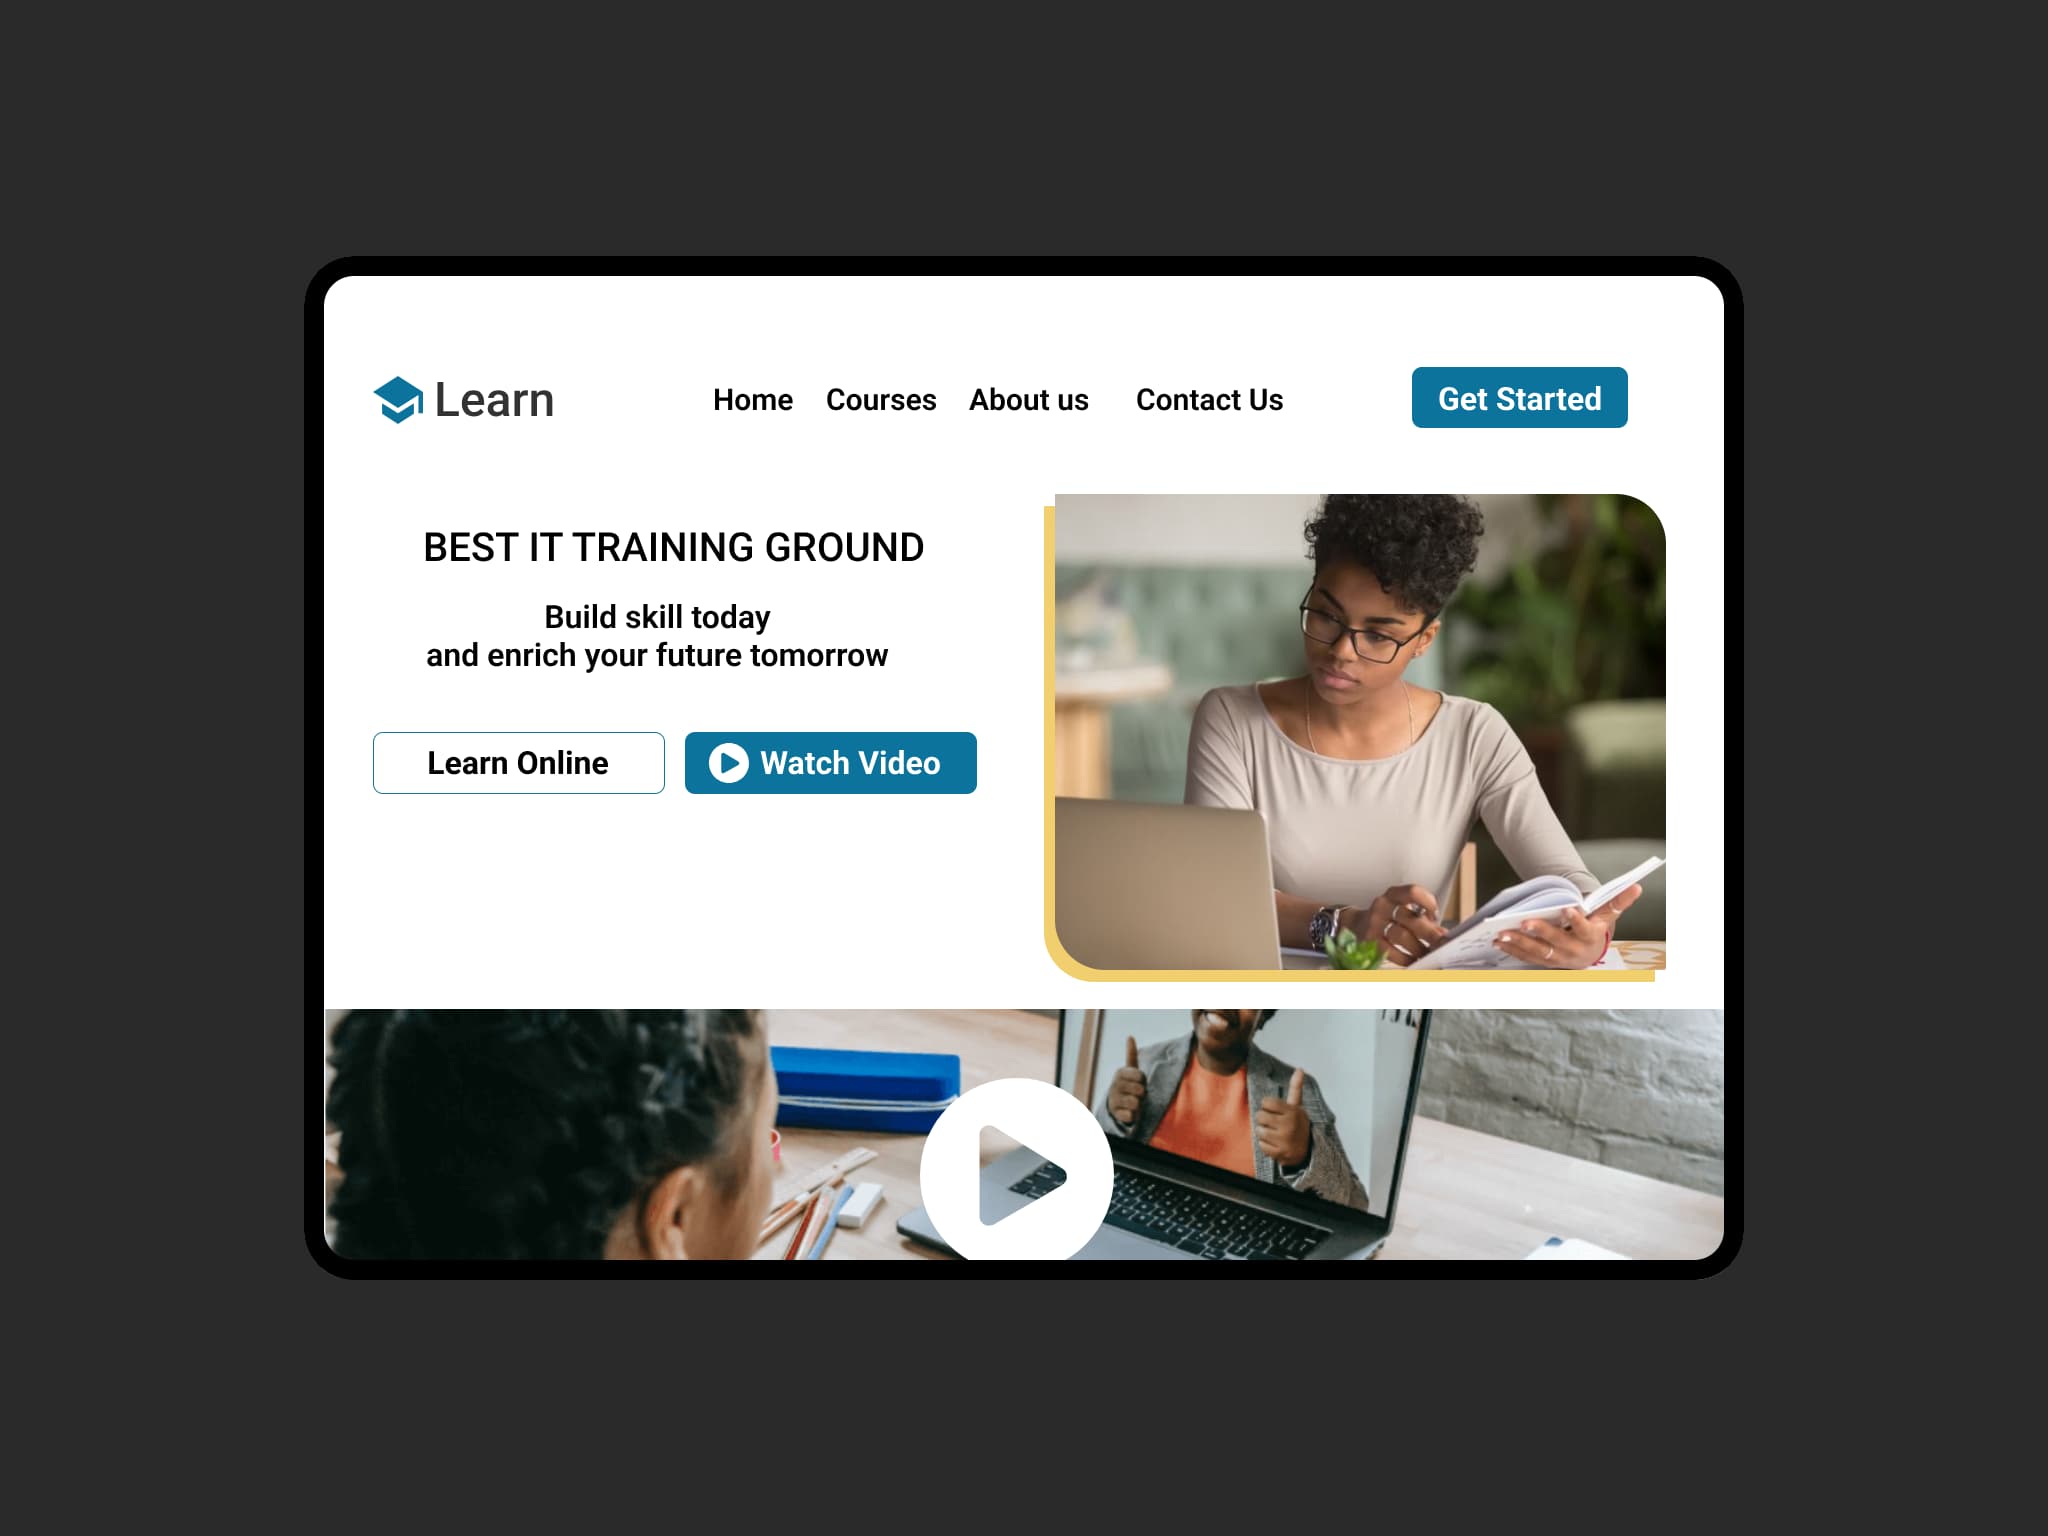 Learn
Home Courses About us Contact Us Get Started
BEST IT TRAINING GROUND
Build skill today
and enrich your future tomorrow
Learn Online Watch Video